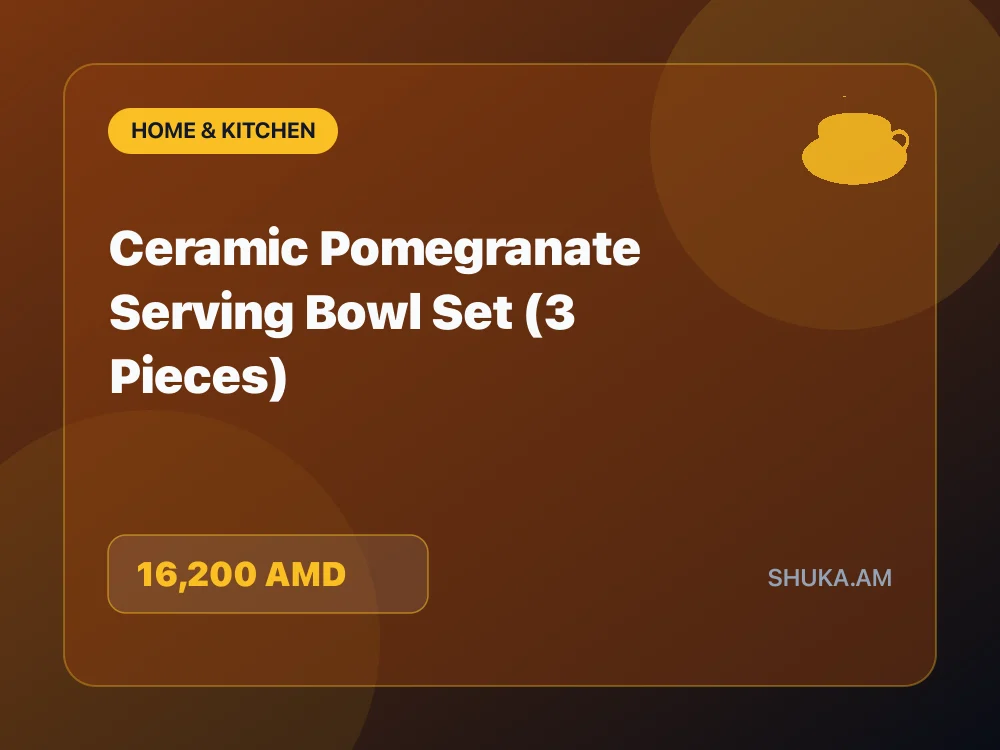 HOME & KITCHEN
Ceramic Pomegranate
Serving Bowl Set (3
Pieces)
16,200 AMD
SHUKA.AM